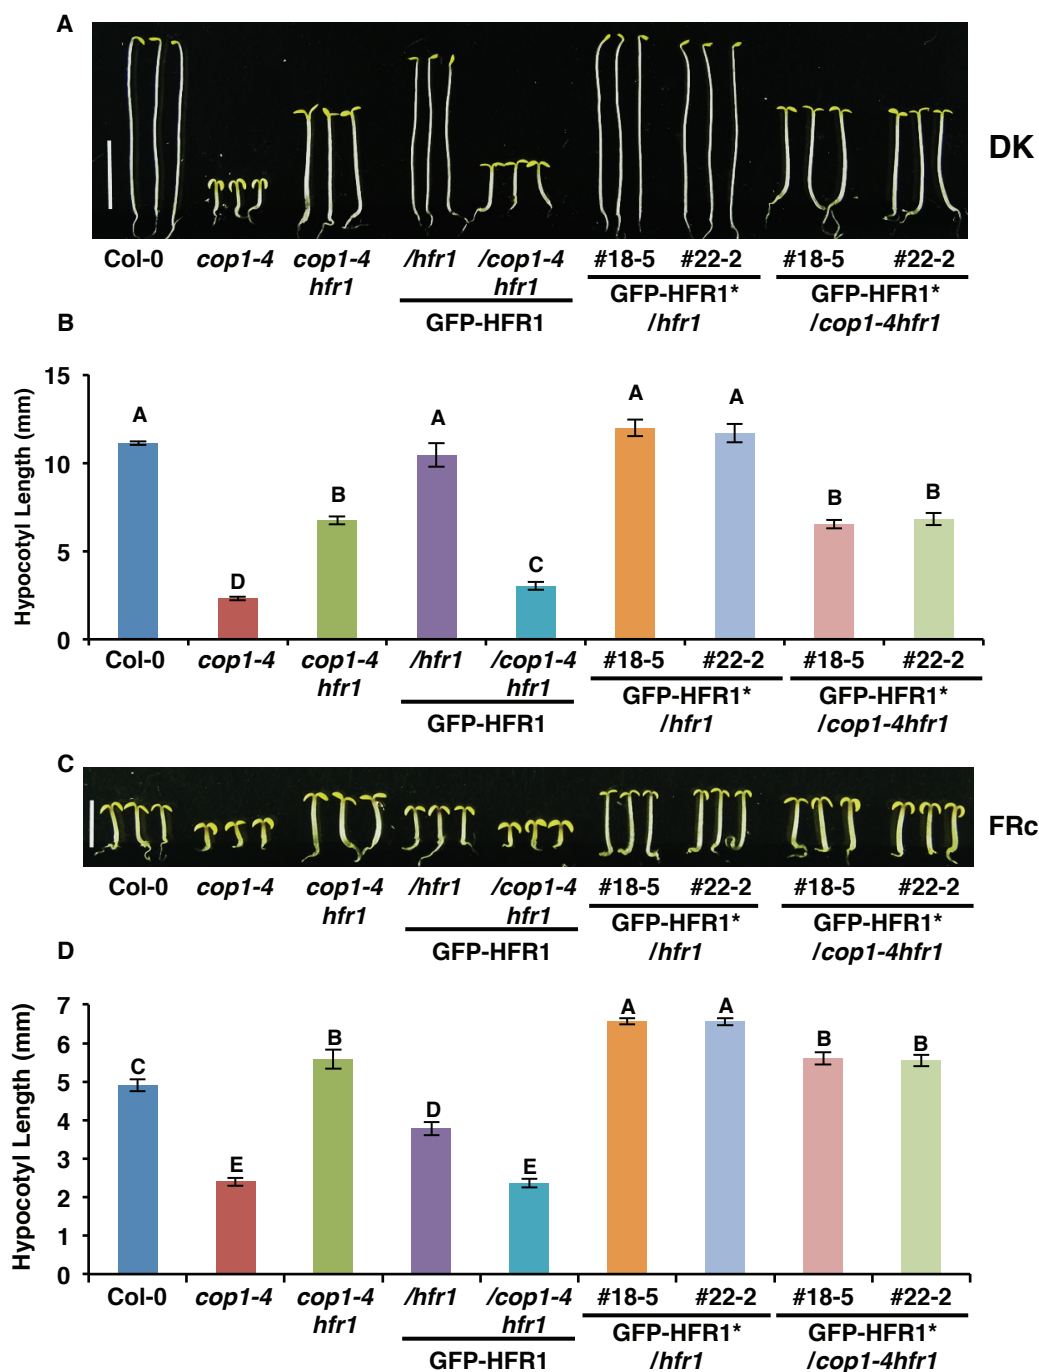 A
DK
Col-0 cop1-4 cop1-4 /hfr1 /cop1-4 #18-5 #22-2 #18-5 #22-2
hfr1 hfr1 GFP-HFR1* GFP-HFR1*
GFP-HFR1 /hfr1 /cop1-4hfr1
B
Hypocotyl Length (mm)
15
10
5
0
A D B A C A A B B
Col-0 cop1-4 cop1-4 /hfr1 /cop1-4 #18-5 #22-2 #18-5 #22-2
hfr1 hfr1 GFP-HFR1* GFP-HFR1*
GFP-HFR1 /hfr1 /cop1-4hfr1
C
FRc
Col-0 cop1-4 cop1-4 /hfr1 /cop1-4 #18-5 #22-2 #18-5 #22-2
hfr1 hfr1 GFP-HFR1* GFP-HFR1*
GFP-HFR1 /hfr1 /cop1-4hfr1
D
Hypocotyl Length (mm)
7
6
5
4
3
2
1
0
C E B D E A A B B
Col-0 cop1-4 cop1-4 /hfr1 /cop1-4 #18-5 #22-2 #18-5 #22-2
hfr1 hfr1 GFP-HFR1* GFP-HFR1*
GFP-HFR1 /hfr1 /cop1-4hfr1